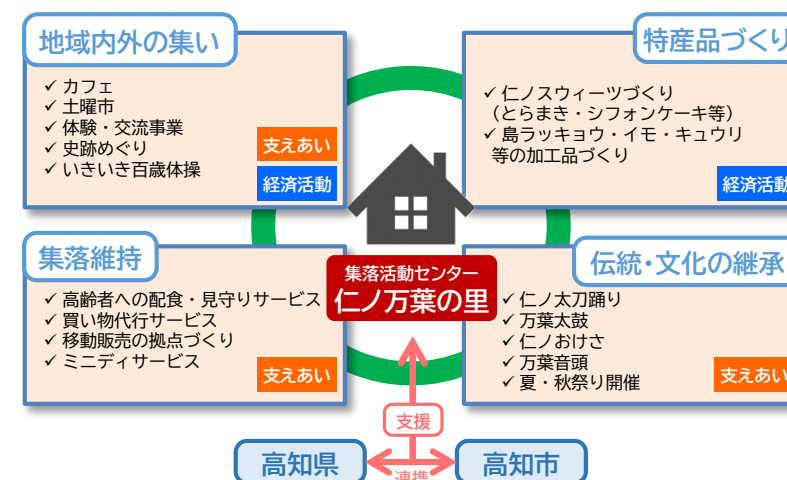 地域内外の集い
✓ カフェ
✓ 土曜市
✓ 体験・交流事業
✓ 史跡めぐり
✓ いきいき百歳体操
支えあい
経済活動
特産品づくり
✓ 仁ノスウィーツづくり
（とらまき・シフォンケーキ等）
✓ 島ラッキョウ・イモ・キュウリ
等の加工品づくり
経済活動
集落維持
✓ 高齢者への配食・見守りサービス
✓ 買い物代行サービス
✓ 移動販売の拠点づくり
✓ ミニディサービス
支えあい
集落活動センター
仁ノ万葉の里
伝統・文化の継承
✓ 仁ノ太刀踊り
✓ 万葉太鼓
✓ 仁ノおけさ
✓ 万葉音頭
✓ 夏・秋祭り開催
支えあい
支援
高知県
連携
高知市